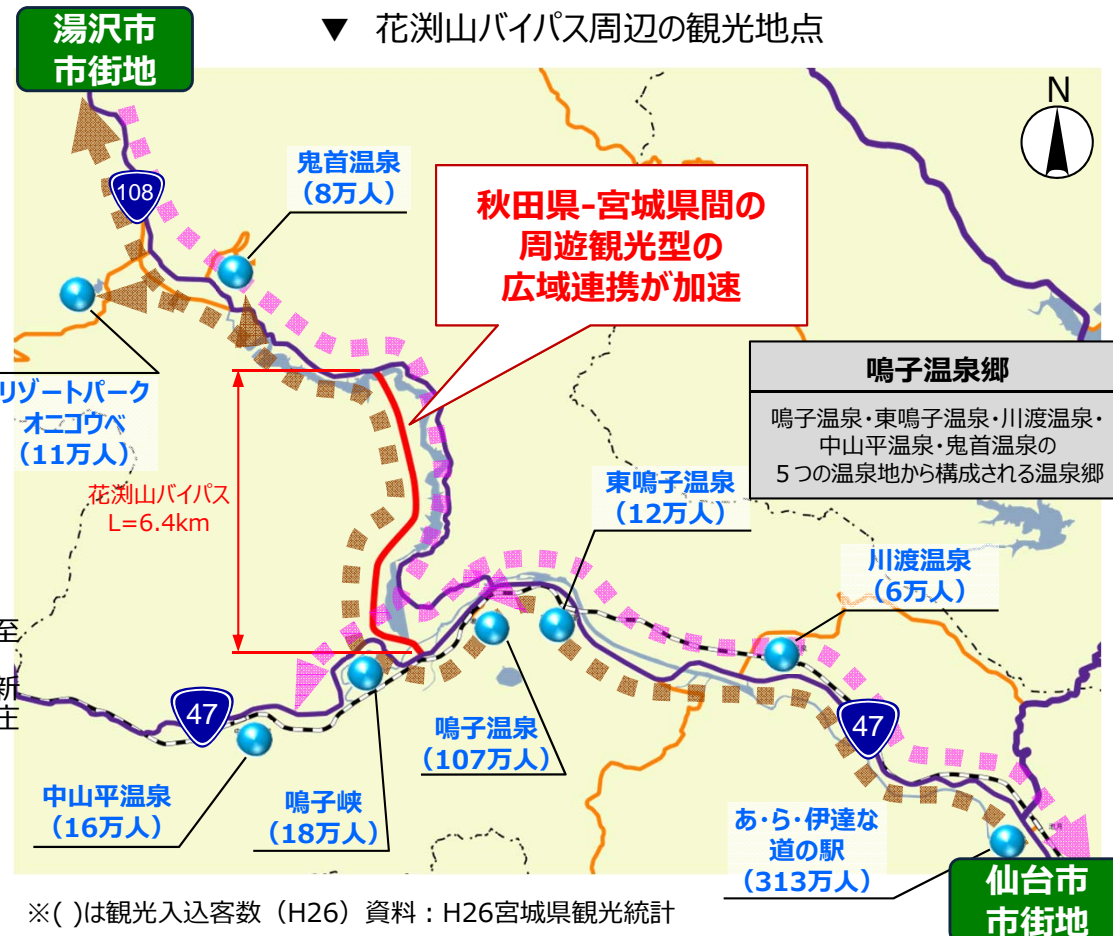 ▼ 花渕山バイパス周辺の観光地点
湯沢市
市街地
N
108
鬼首温泉
（8万人）
秋田県-宮城県間の
周遊観光型の
広域連携が加速
リゾートパーク
オニコウベ
（11万人）
花渕山バイパス
L=6.4km
鳴子温泉郷
鳴子温泉・東鳴子温泉・川渡温泉・
中山平温泉・鬼首温泉の
５つの温泉地から構成される温泉郷
東鳴子温泉
（12万人）
川渡温泉
（6万人）
至
新
庄
47
47
鳴子温泉
（107万人）
中山平温泉
（16万人）
鳴子峡
（18万人）
あ・ら・伊達な
道の駅
（313万人）
仙台市
市街地
※( )は観光入込客数（H26）資料：H26宮城県観光統計